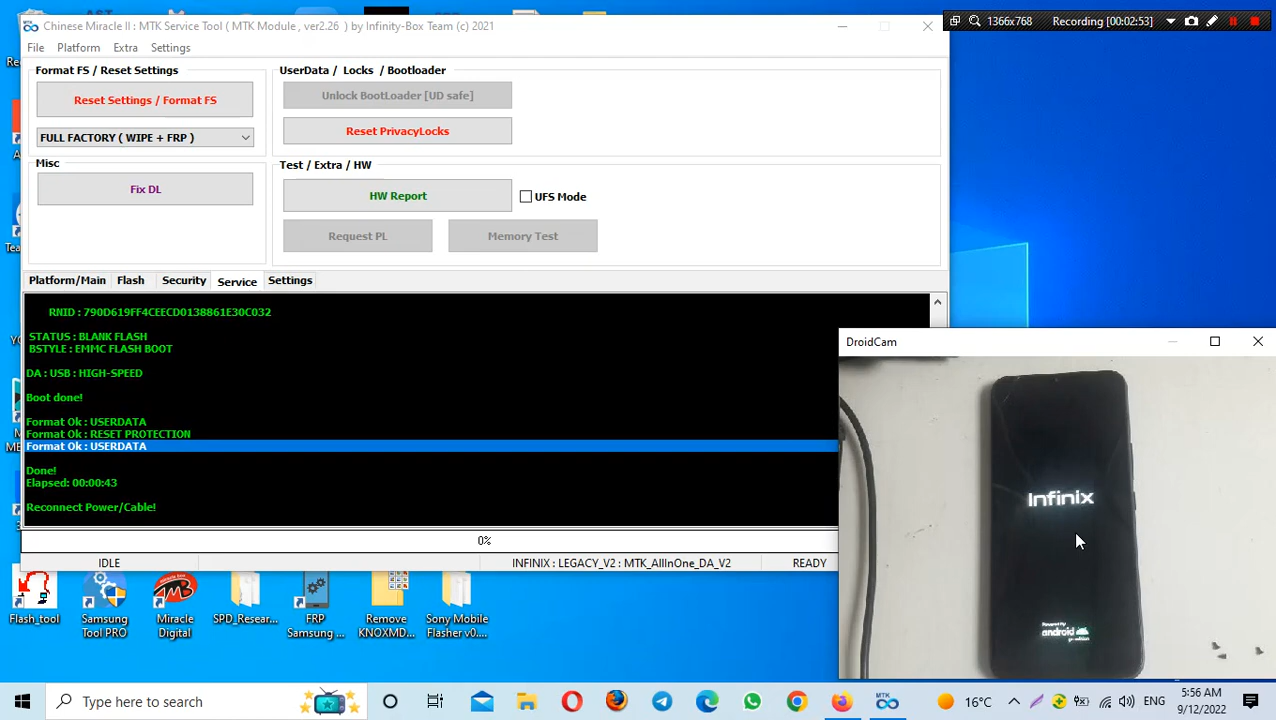 Chinese Miracle II : MTK Service Tool ( MTK Module , ver2.26 ) by Infinity-Box Team (c) 2021
1366x768
Recording [00:02:53]
File Platform Extra Settings
Format FS / Reset Settings
UserData / Locks / Bootloader
Reset Settings / Format FS
Unlock BootLoader [UD safe]
FULL FACTORY ( WIPE + FRP )
Reset PrivacyLocks
Misc
Test / Extra / HW
Fix DL
HW Report
UFS Mode
Request PL
Memory Test
Platform/Main Flash Security Service Settings
RNID : 790D619FF4CEECD0138861E30C032
STATUS : BLANK FLASH
BSTYLE : EMMC FLASH BOOT
DA : USB : HIGH-SPEED
Boot done!
Format Ok : USERDATA
Format Ok : RESET PROTECTION
Format Ok : USERDATA
Done!
Elapsed: 00:00:43
Reconnect Power/Cable!
0%
IDLE
INFINIX : LEGACY_V2 : MTK_AllInOne_DA_V2
READY
DroidCam
Infinix
Powered by
android
Flash_tool
Samsung
Tool PRO
Miracle
Digital
SPD_Resear...
FRP
Samsung ...
Remove
KNOXMD...
Sony Mobile
Flasher v0....
Type here to search
MTK
16°C
ENG
5:56 AM
9/12/2022